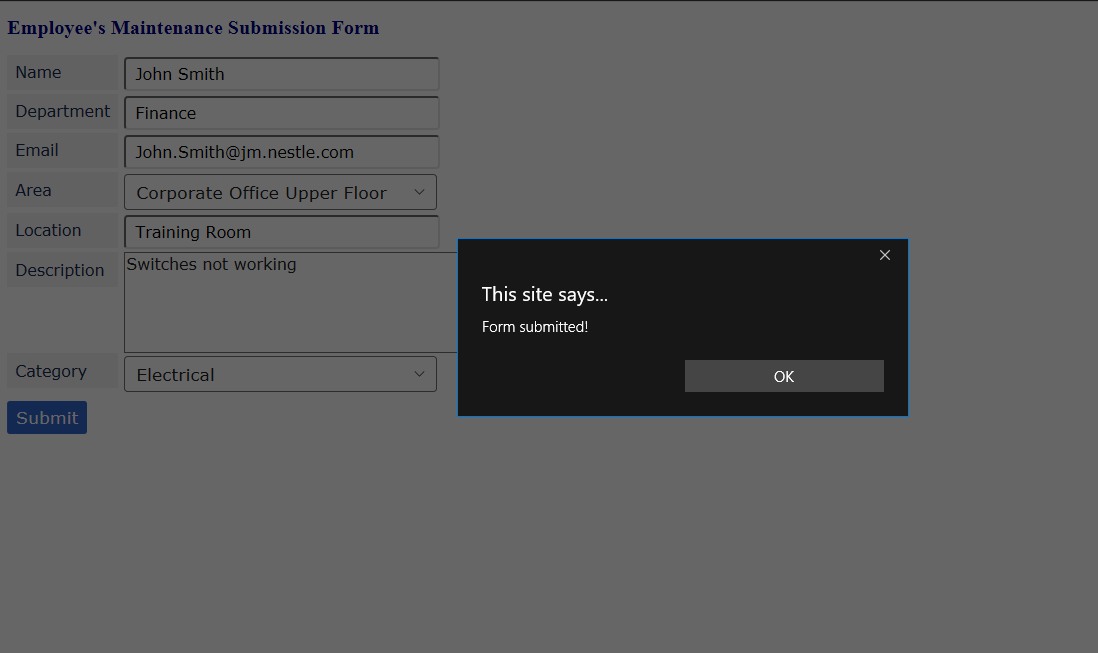 Employee's Maintenance Submission Form
Name John Smith
Department Finance
Email John.Smith@jm.nestle.com
Area Corporate Office Upper Floor
Location Training Room
Description Switches not working
Category Electrical
Submit
This site says...
Form submitted!
OK